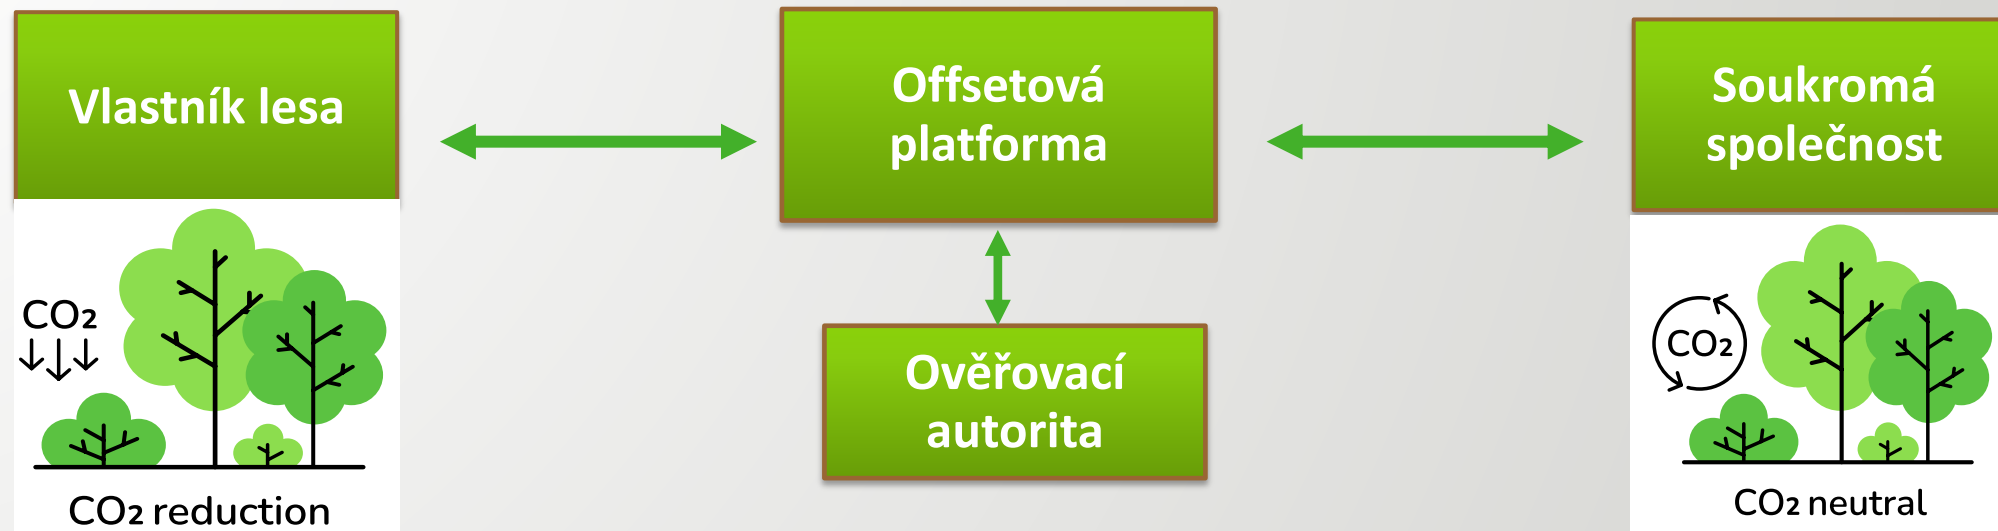 Vlastník lesa
Offsetová
platforma
Soukromá
společnost
CO₂
CO₂ reduction
Ověřovací
autorita
CO₂
CO₂ neutral